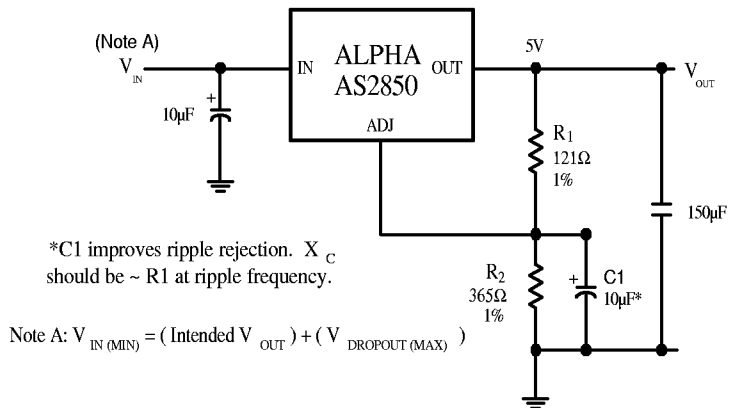 (Note A)
V IN
10µF
+
IN
ALPHA
AS2850
OUT
ADJ
5V
V OUT
R1
121Ω
1%
150µF
R2
365Ω
1%
+
C1
10µF*
*C1 improves ripple rejection. X C
should be ~ R1 at ripple frequency.
Note A: V IN (MIN) = ( Intended V OUT ) + ( V DROPOUT (MAX) )